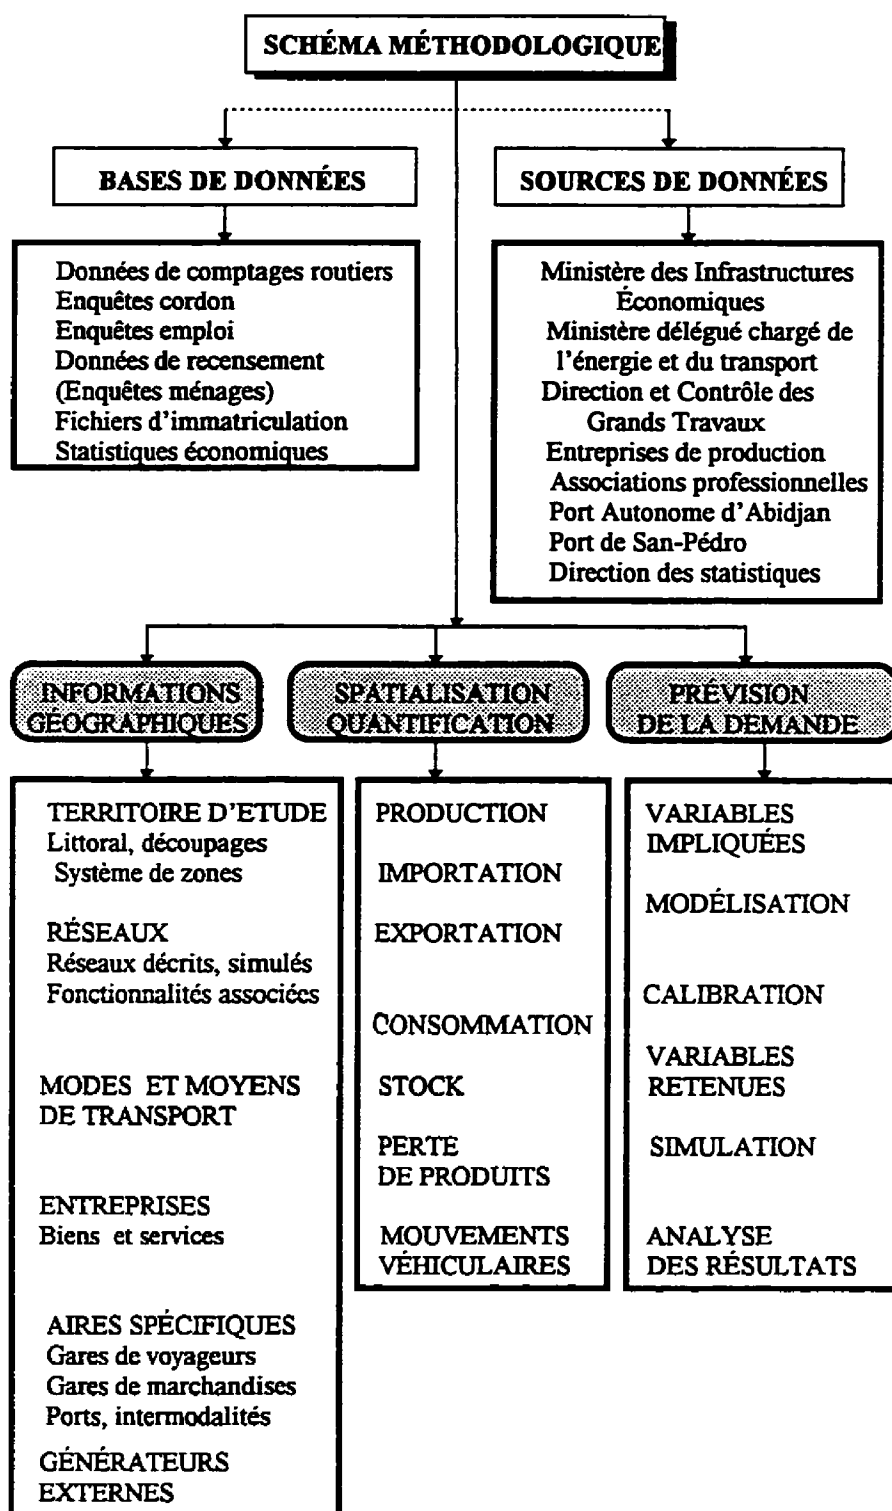 SCHÉMA MÉTHODOLOGIQUE
BASES DE DONNÉES
Données de comptages routiers
Enquêtes cordon
Enquêtes emploi
Données de recensement
(Enquêtes ménages)
Fichiers d'immatriculation
Statistiques économiques
SOURCES DE DONNÉES
Ministère des Infrastructures
Économiques
Ministère délégué chargé de
l'énergie et du transport
Direction et Contrôle des
Grands Travaux
Entreprises de production
Associations professionnelles
Port Autonome d'Abidjan
Port de San-Pédro
Direction des statistiques
INFORMATIONS
GÉOGRAPHIQUES
TERRITOIRE D'ETUDE
Littoral, découpages
Système de zones
RÉSEAUX
Réseaux décrits, simulés
Fonctionnalités associées
MODES ET MOYENS
DE TRANSPORT
ENTREPRISES
Biens et services
AIRES SPÉCIFIQUES
Gares de voyageurs
Gares de marchandises
Ports, intermodalités
GÉNÉRATEURS
EXTERNES
SPATIALISATION
QUANTIFICATION
PRODUCTION
IMPORTATION
EXPORTATION
CONSOMMATION
STOCK
PERTE
DE PRODUITS
MOUVEMENTS
VÉHICULAIRES
PRÉVISION
DE LA DEMANDE
VARIABLES
IMPLIQUÉES
MODÉLISATION
CALIBRATION
VARIABLES
RETENUES
SIMULATION
ANALYSE
DES RÉSULTATS